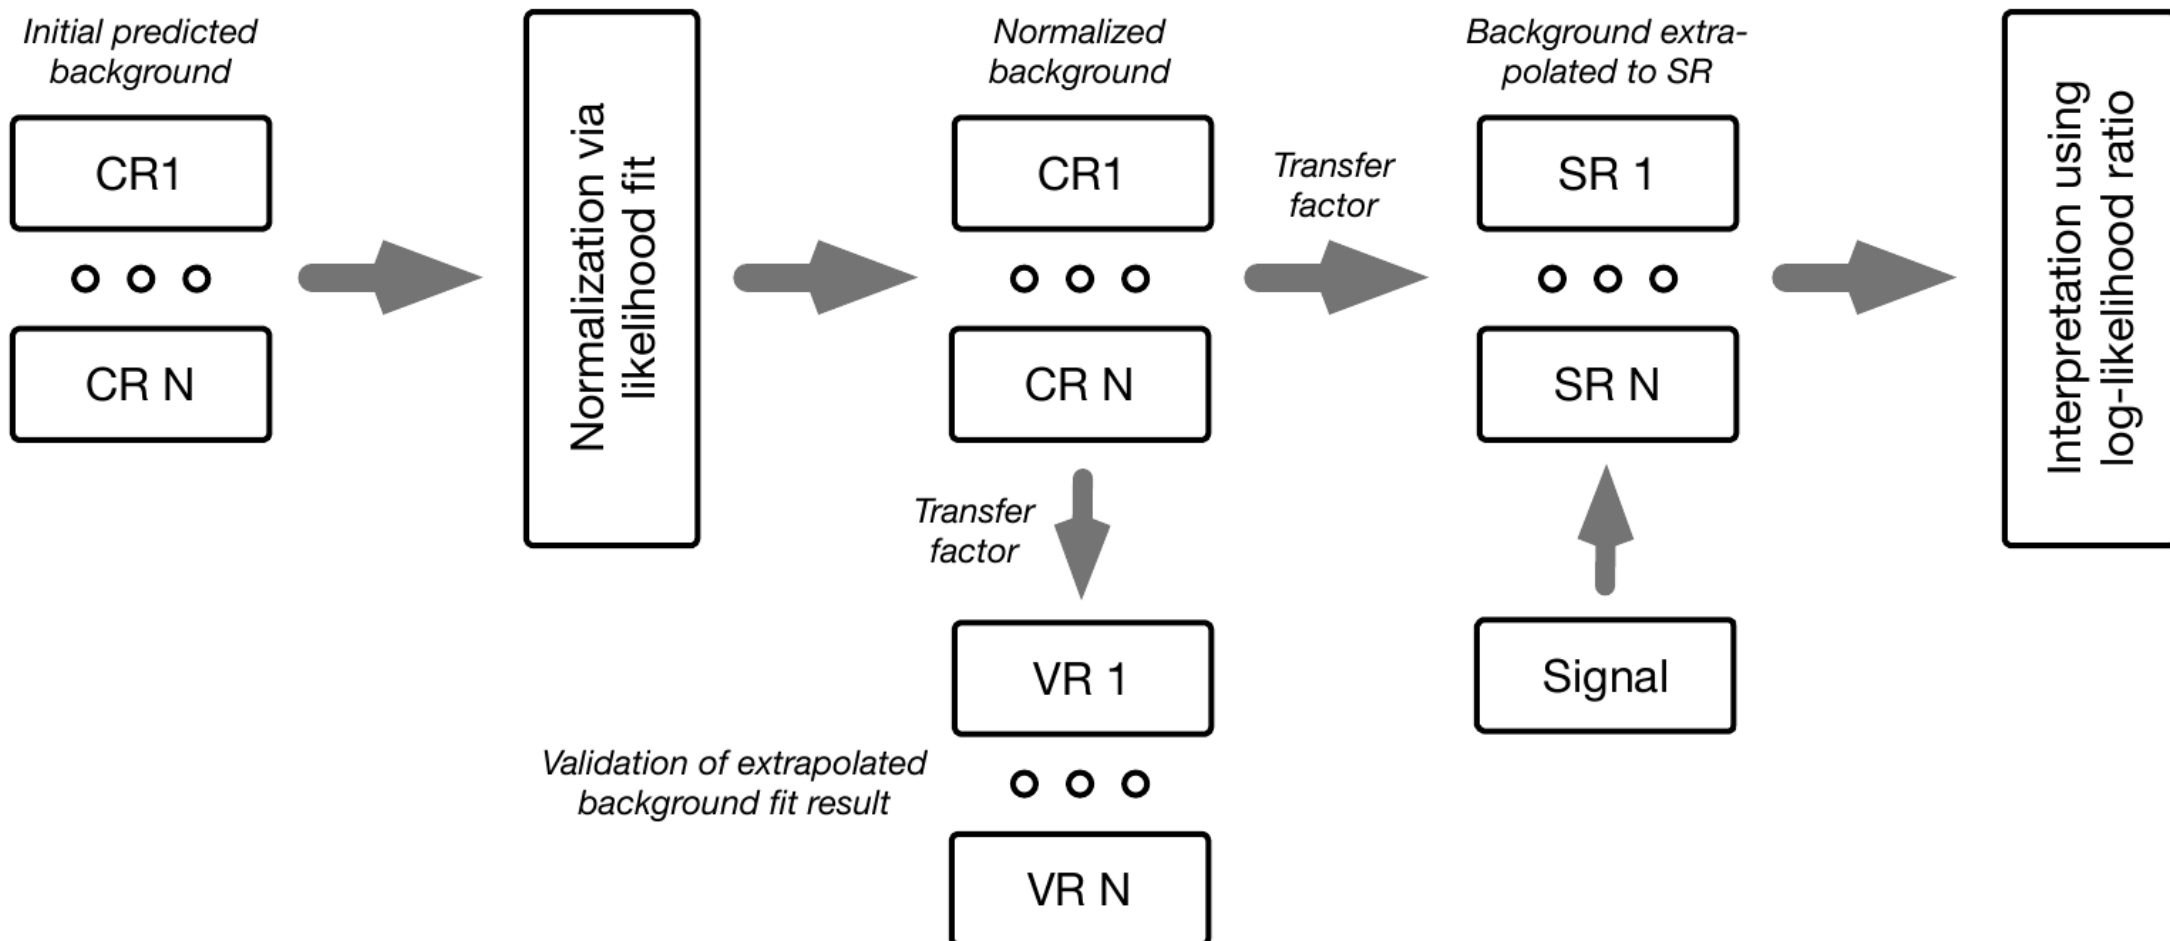 Initial predicted
background
CR1
CR N
Normalization via
likelihood fit
Normalized
background
CR1
CR N
Transfer
factor
Background extra-
polated to SR
SR 1
SR N
Interpretation using
log-likelihood ratio
Transfer
factor
VR 1
VR N
Validation of extrapolated
background fit result
Signal